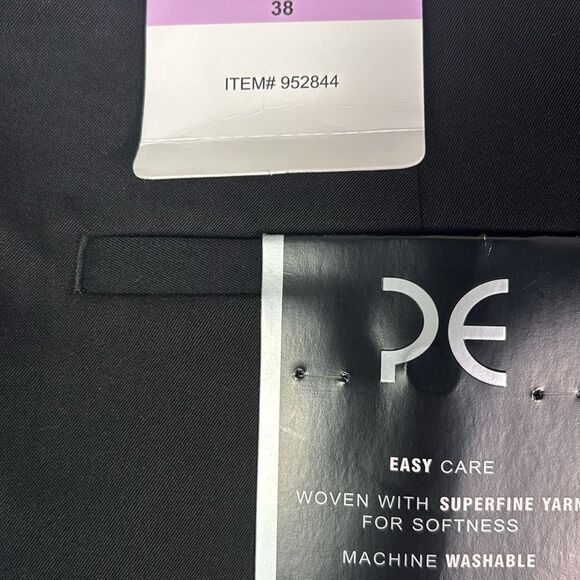 38
ITEM# 952844
PE
EASY CARE
WOVEN WITH SUPERFINE YARN
FOR SOFTNESS
MACHINE WASHABLE